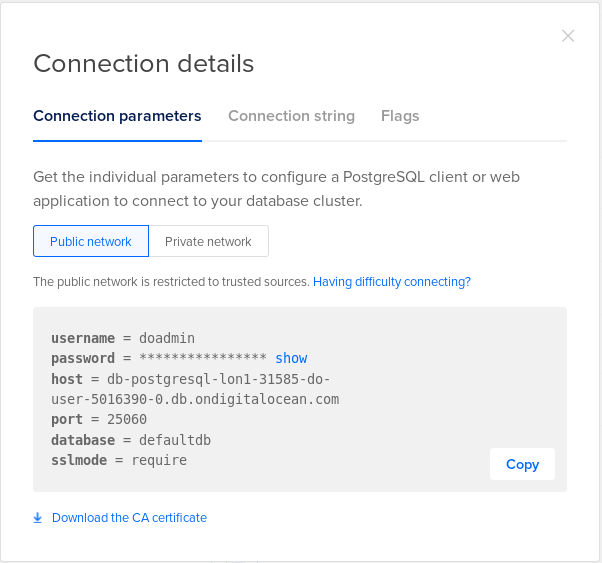 Connection details
Connection parameters Connection string Flags
Get the individual parameters to configure a PostgreSQL client or web
application to connect to your database cluster.
Public network Private network
The public network is restricted to trusted sources. Having difficulty connecting?
username = doadmin
password = **************** show
host = db-postgresql-lon1-31585-do-
user-5016390-0.db.ondigitalocean.com
port = 25060
database = defaultdb
sslmode = require
Copy
Download the CA certificate